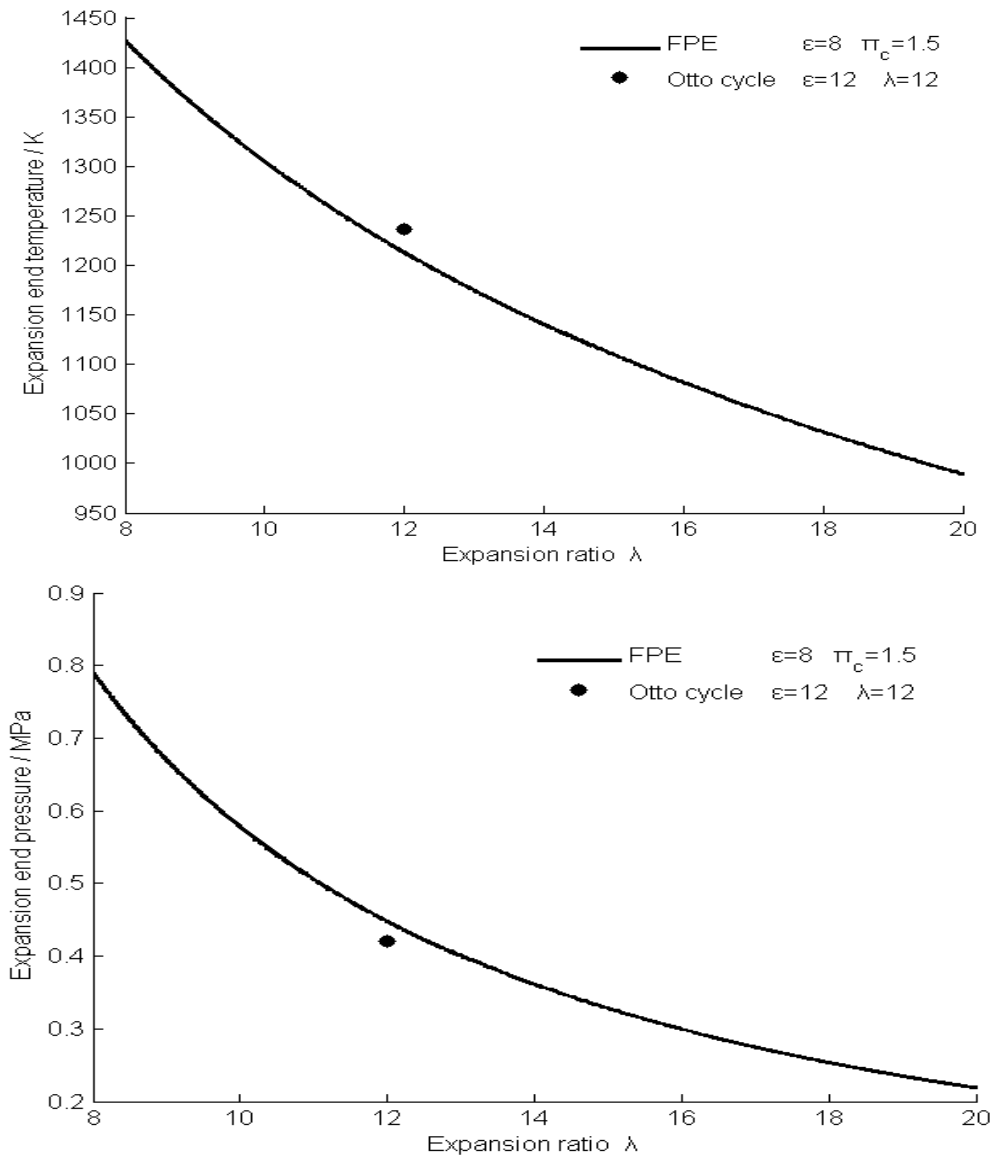 1450
FPE ε=8 π_c=1.5
1400
Otto cycle ε=12 λ=12
1350
1300
1250
1200
1150
1100
1050
1000
950
Expansion end temperature / K
8 10 12 14 16 18 20
Expansion ratio λ
0.9
FPE ε=8 π_c=1.5
0.8
Otto cycle ε=12 λ=12
0.7
0.6
0.5
0.4
0.3
0.2
Expansion end pressure / MPa
8 10 12 14 16 18 20
Expansion ratio λ